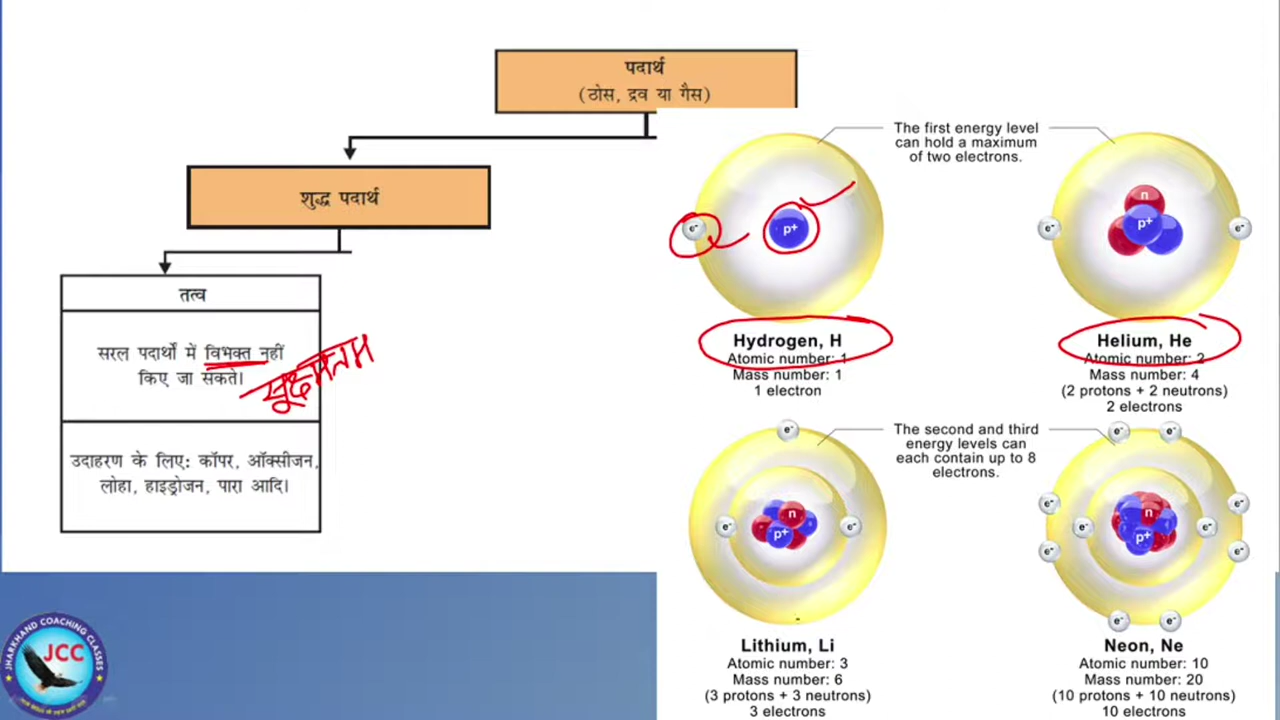 पदार्थ
(ठोस, द्रव या गैस)
शुद्ध पदार्थ
तत्व
सरल पदार्थों में विभक्त नहीं
किए जा सकते।
सूक्ष्मतम
उदाहरण के लिए: कॉपर, ऑक्सीजन,
लोहा, हाइड्रोजन, पारा आदि।
The first energy level
can hold a maximum
of two electrons.
e-
p+
n
p+
e-
e-
Hydrogen, H
Atomic number: 1
Mass number: 1
1 electron
Helium, He
Atomic number: 2
Mass number: 4
(2 protons + 2 neutrons)
2 electrons
The second and third
energy levels can
each contain up to 8
electrons.
e-
e-
e-
n
p+
e-
e-
e-
e-
e-
e-
e-
e-
e-
e-
e-
n
p+
Lithium, Li
Atomic number: 3
Mass number: 6
(3 protons + 3 neutrons)
3 electrons
Neon, Ne
Atomic number: 10
Mass number: 20
(10 protons + 10 neutrons)
10 electrons
JHARKHAND COACHING CLASSES
JCC